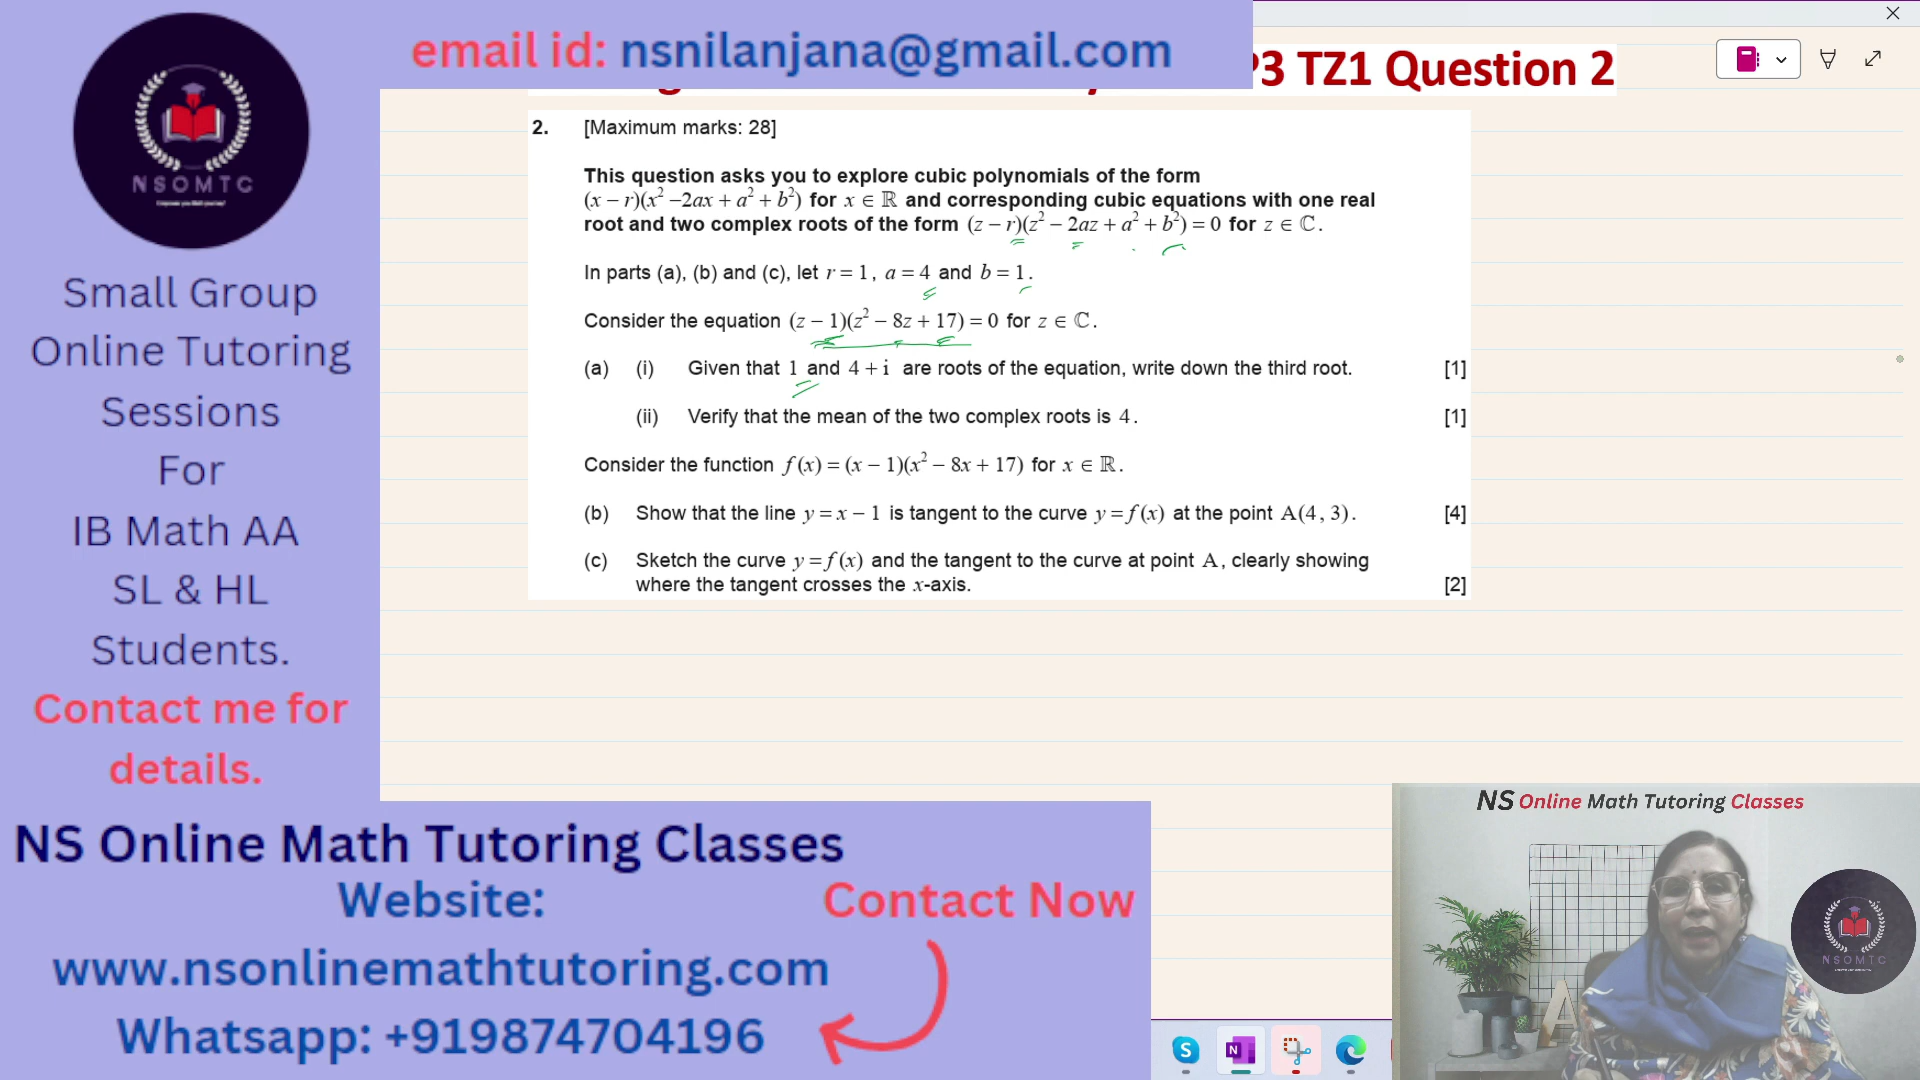 email id: nsnilanjana@gmail.com
P3 TZ1 Question 2
NSOMTC
Small Group
Online Tutoring
Sessions
For
IB Math AA
SL & HL
Students.
Contact me for
details.
2. [Maximum marks: 28]
This question asks you to explore cubic polynomials of the form
(x − r)(x² −2ax + a² + b²) for x ∈ ℝ and corresponding cubic equations with one real
root and two complex roots of the form (z − r)(z² − 2az + a² + b²) = 0 for z ∈ ℂ.
In parts (a), (b) and (c), let r = 1, a = 4 and b = 1.
Consider the equation (z − 1)(z² − 8z + 17) = 0 for z ∈ ℂ.
(a) (i) Given that 1 and 4 + i are roots of the equation, write down the third root. [1]
(ii) Verify that the mean of the two complex roots is 4. [1]
Consider the function f(x) = (x − 1)(x² − 8x + 17) for x ∈ ℝ.
(b) Show that the line y = x − 1 is tangent to the curve y = f(x) at the point A(4, 3). [4]
(c) Sketch the curve y = f(x) and the tangent to the curve at point A, clearly showing
where the tangent crosses the x-axis. [2]
NS Online Math Tutoring Classes
Website:
www.nsonlinemathtutoring.com
Whatsapp: +919874704196
Contact Now
NS Online Math Tutoring Classes
NSOMTC
A